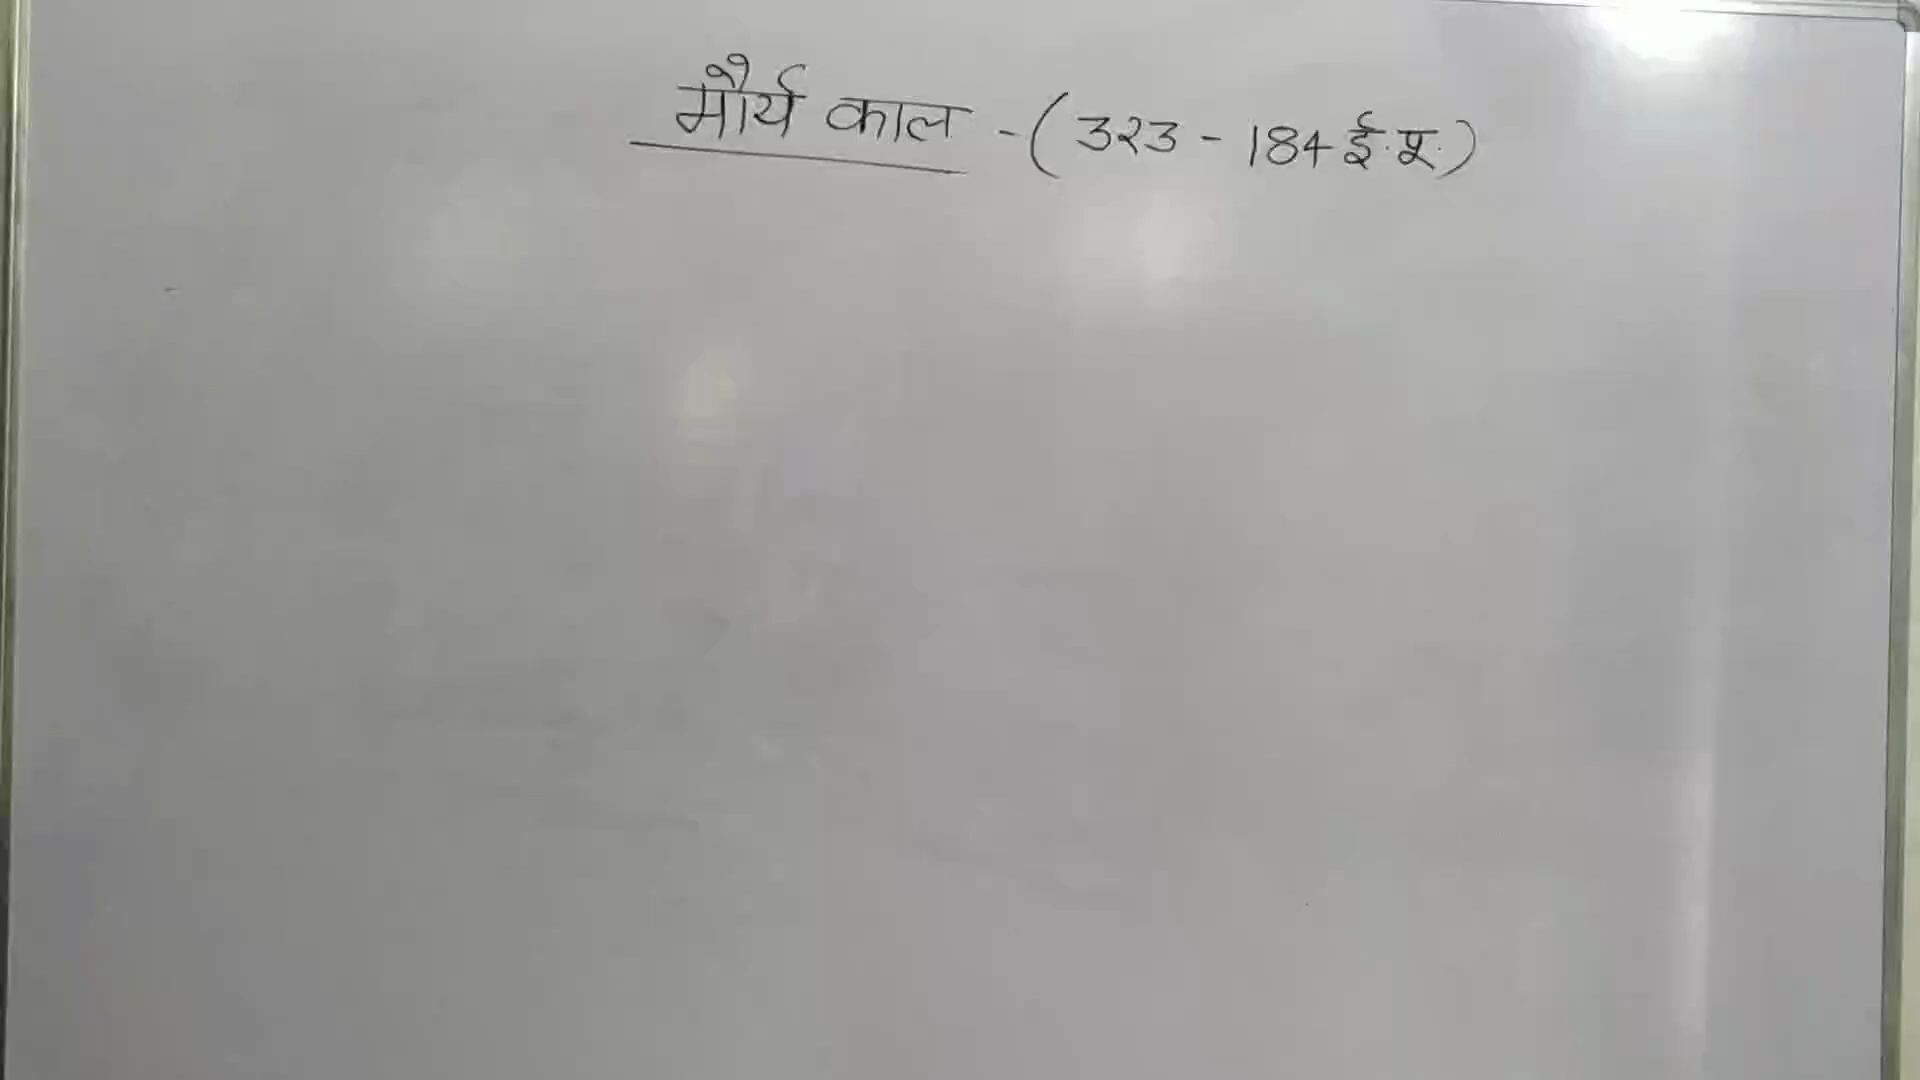 मौर्य काल - (323 - 184 ई.पू.)